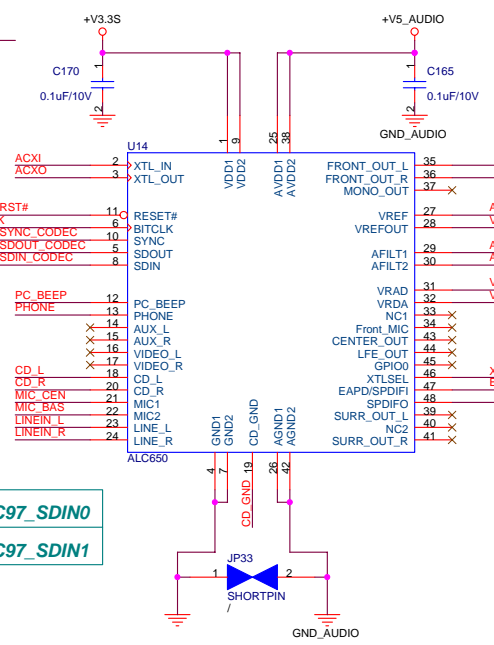 +V3.3S
+V5_AUDIO
C170
1
2
0.1uF/10V
C165
1
2
0.1uF/10V
GND_AUDIO
U14
1
9
25
38
VDD1
VDD2
AVDD1
AVDD2
ACXI 2 XTL_IN
ACXO 3 XTL_OUT
RST# 11 RESET#
K 6 BITCLK
SYNC_CODEC 10 SYNC
SDOUT_CODEC 5 SDOUT
SDIN_CODEC 8 SDIN
PC_BEEP 12 PC_BEEP
PHONE 13 PHONE
14 AUX_L
15 AUX_R
16 VIDEO_L
17 VIDEO_R
CD_L 18 CD_L
CD_R 20 CD_R
MIC_CEN 21 MIC1
MIC_BAS 22 MIC2
LINEIN_L 23 LINE_L
LINEIN_R 24 LINE_R
FRONT_OUT_L 35
FRONT_OUT_R 36
MONO_OUT 37
VREF 27 A
VREFOUT 28 V
AFILT1 29 A
AFILT2 30 A
VRAD 31 V
VRDA 32 V
NC1 33
Front_MIC 34
CENTER_OUT 43
LFE_OUT 44
GPIO0 45
XTLSEL 46 X
EAPD/SPDIFI 47 E
SPDIFO 48
SURR_OUT_L 39
NC2 40
SURR_OUT_R 41
GND1
GND2
CD_GND
AGND1
AGND2
ALC650
4
7
19
26
42
CD_GND
C97_SDIN0
C97_SDIN1
JP33
1
2
SHORTPIN
/
GND_AUDIO